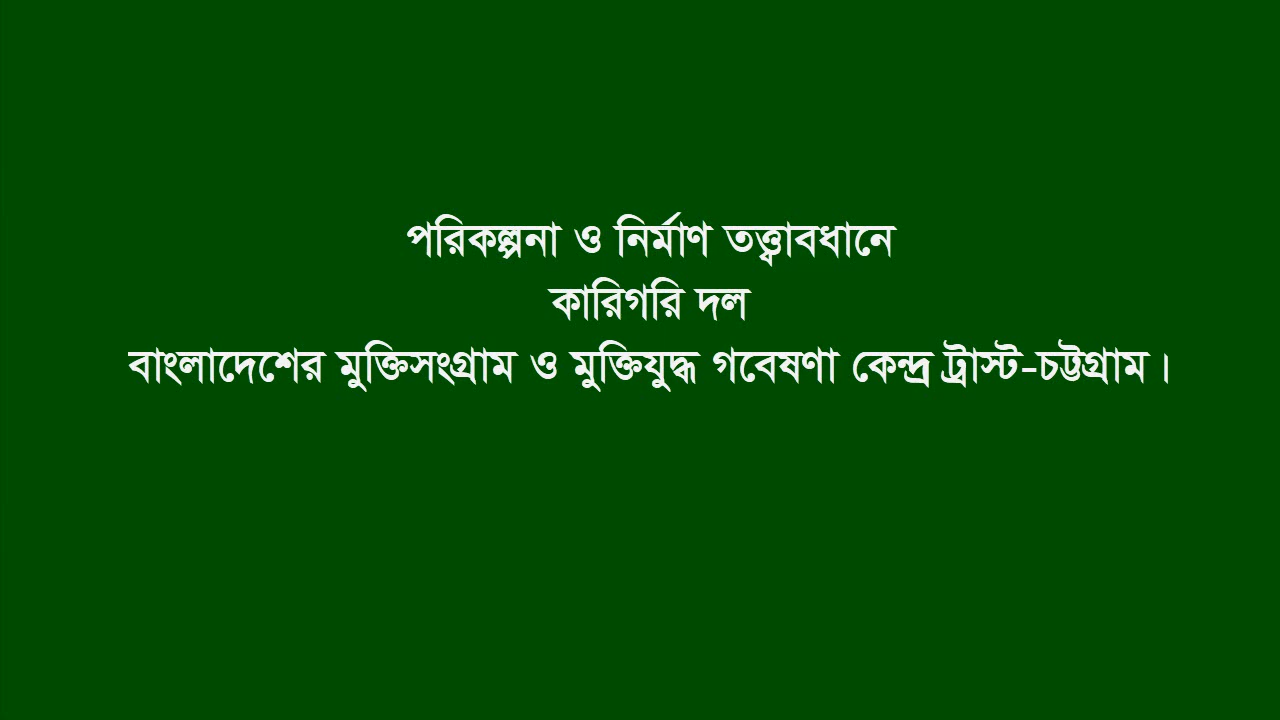 পরিকল্পনা ও নির্মাণ তত্ত্বাবধানে
কারিগরি দল
বাংলাদেশের মুক্তিসংগ্রাম ও মুক্তিযুদ্ধ গবেষণা কেন্দ্র ট্রাস্ট-চট্টগ্রাম।